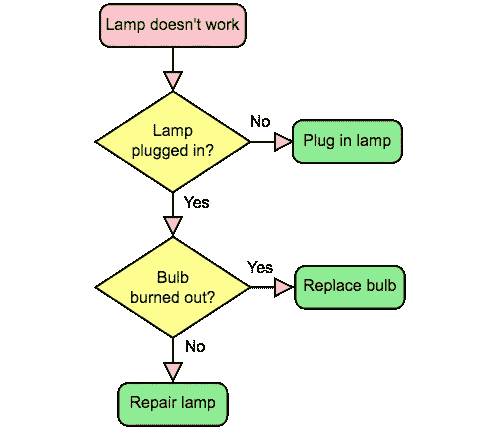 Lamp doesn't work
Lamp
plugged in?
No
Plug in lamp
Yes
Bulb
burned out?
Yes
Replace bulb
No
Repair lamp